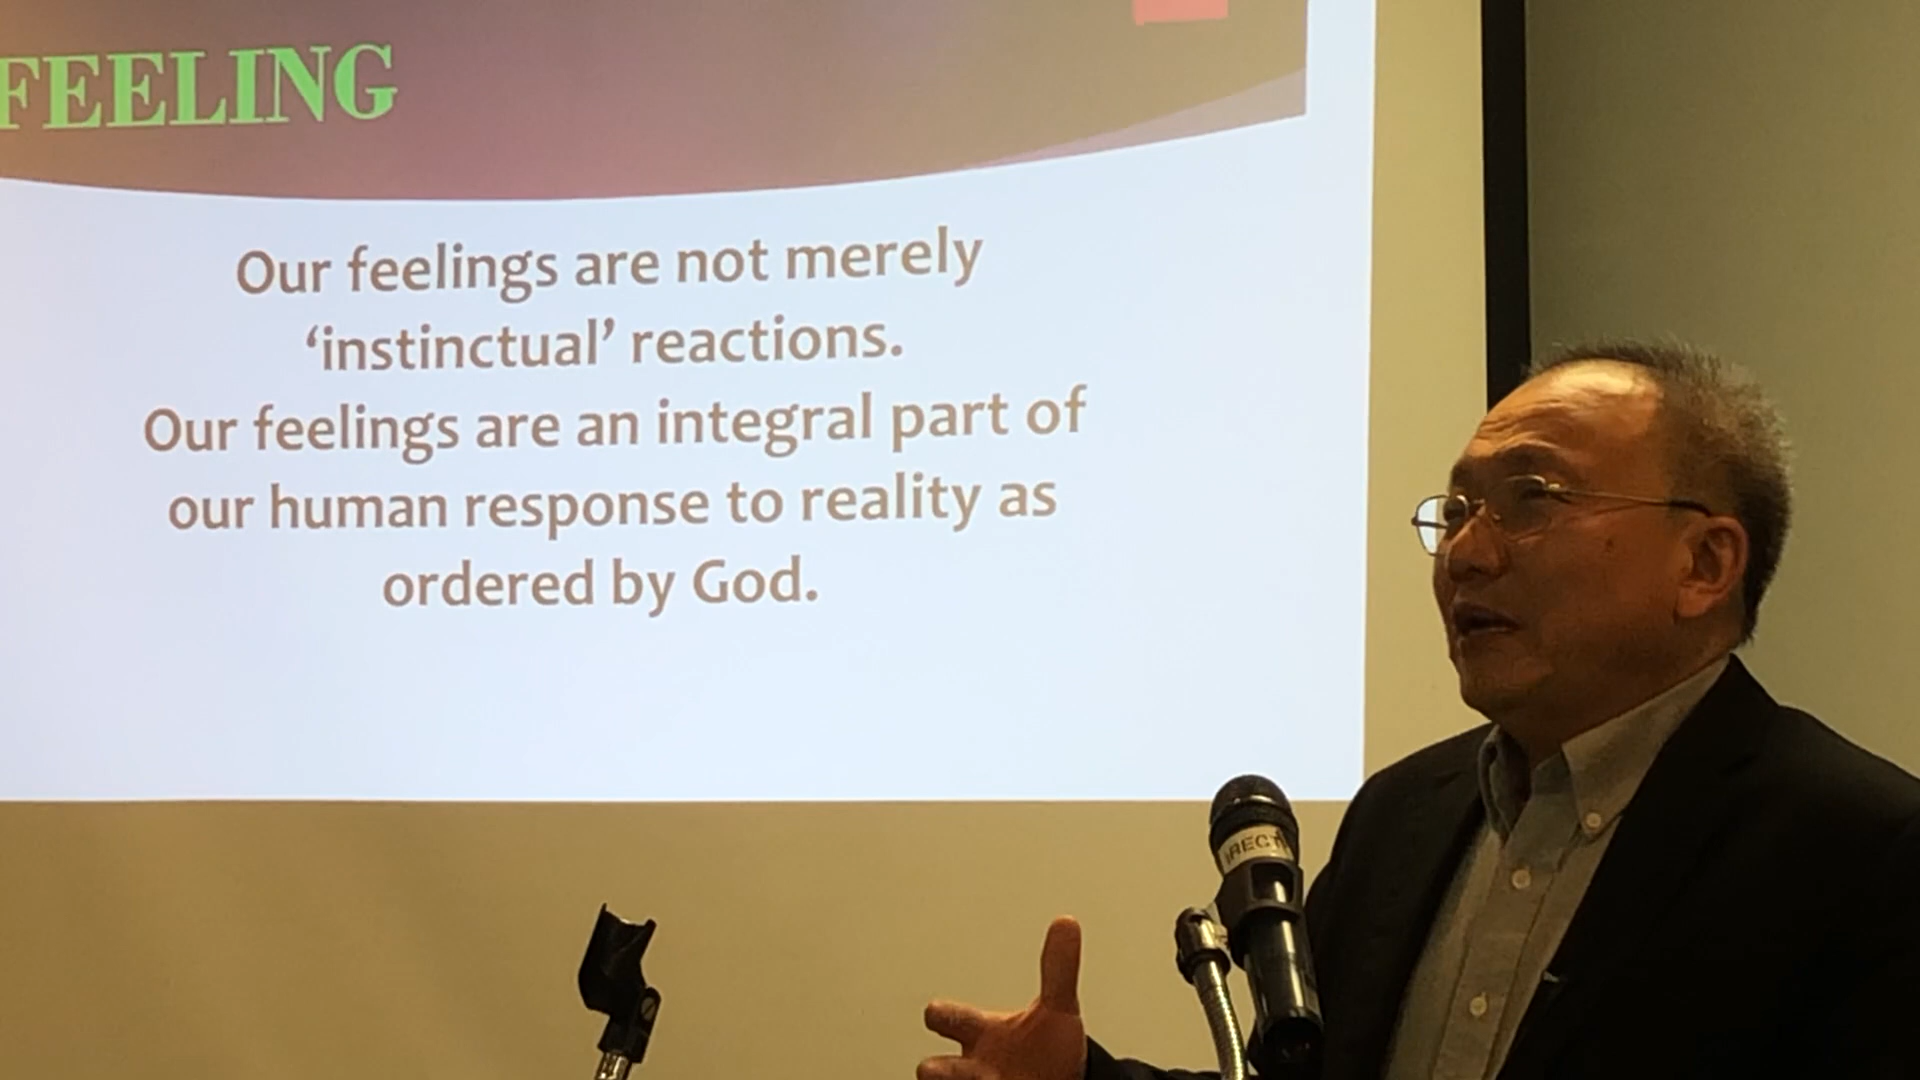 FEELING
Our feelings are not merely
‘instinctual’ reactions.
Our feelings are an integral part of
our human response to reality as
ordered by God.